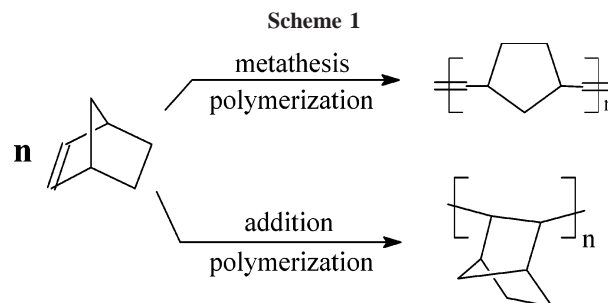 Scheme 1
metathesis
polymerization
n
n
addition
polymerization
n